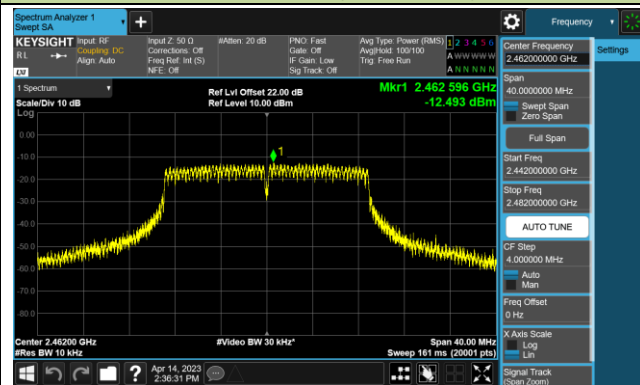 Spectrum Analyzer 1
Swept SA
Frequency
KEYSIGHT
RL
LXI
Input: RF
Coupling: DC
Align: Auto
Input Z: 50 Ω
Corrections: Off
Freq Ref: Int (S)
NFE: Off
#Atten: 20 dB
PNO: Fast
Gate: Off
IF Gain: Low
Sig Track: Off
Avg Type: Power (RMS)
Avg|Hold: 100/100
Trig: Free Run
1 2 3 4 5 6
A W W W W W
A N N N N N
Center Frequency
2.462000000 GHz
Settings
Span
40.0000000 MHz
Swept Span
Zero Span
Full Span
Start Freq
2.442000000 GHz
Stop Freq
2.482000000 GHz
AUTO TUNE
CF Step
4.000000 MHz
Auto
Man
Freq Offset
0 Hz
X Axis Scale
Log
Lin
Signal Track
(Span Zoom)
1 Spectrum
Scale/Div 10 dB
Log
Ref Lvl Offset 22.00 dB
Ref Level 10.00 dBm
Mkr1 2.462 596 GHz
-12.493 dBm
1
0.00
-10.0
-20.0
-30.0
-40.0
-50.0
-60.0
-70.0
-80.0
Center 2.46200 GHz
#Res BW 10 kHz
#Video BW 30 kHz*
Span 40.00 MHz
Sweep 161 ms (20001 pts)
?
Apr 14, 2023
2:36:31 PM